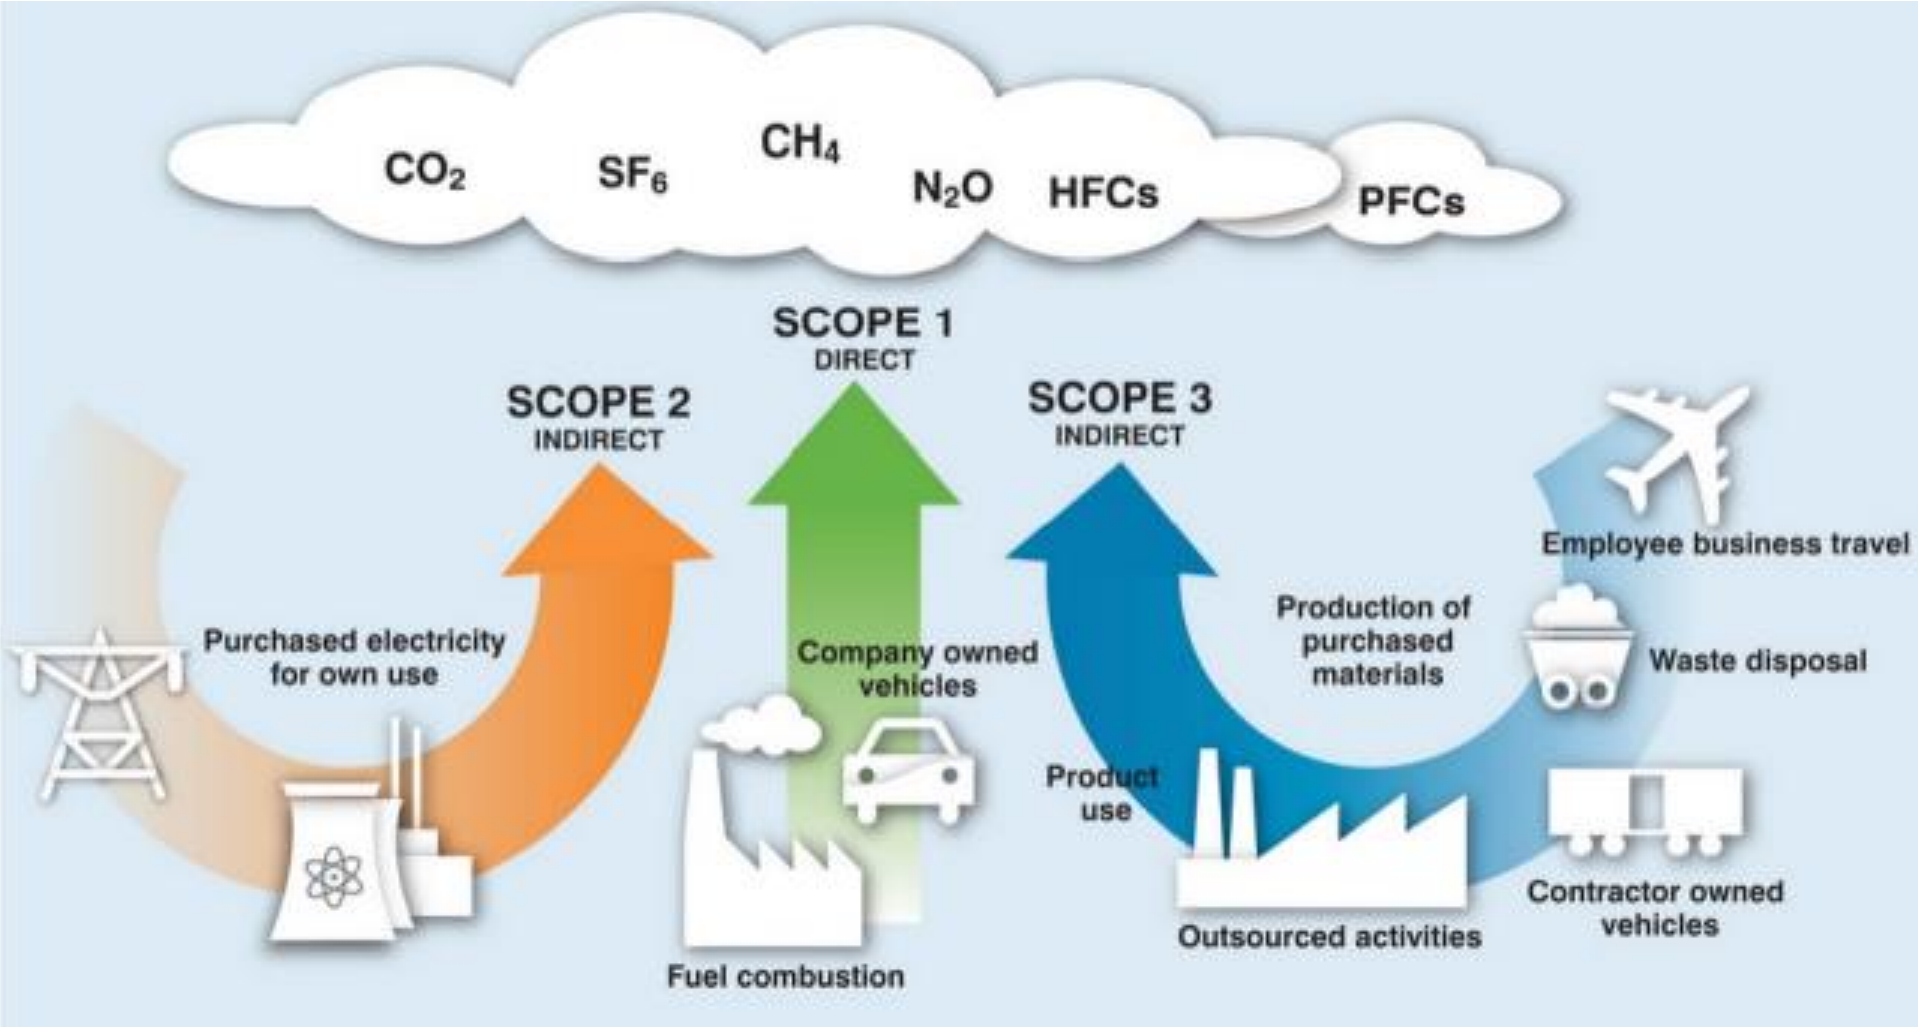 CO₂
SF₆
CH₄
N₂O
HFCs
PFCs
SCOPE 1
DIRECT
SCOPE 2
INDIRECT
SCOPE 3
INDIRECT
Purchased electricity
for own use
Company owned
vehicles
Fuel combustion
Product
use
Production of
purchased
materials
Employee business travel
Waste disposal
Contractor owned
vehicles
Outsourced activities